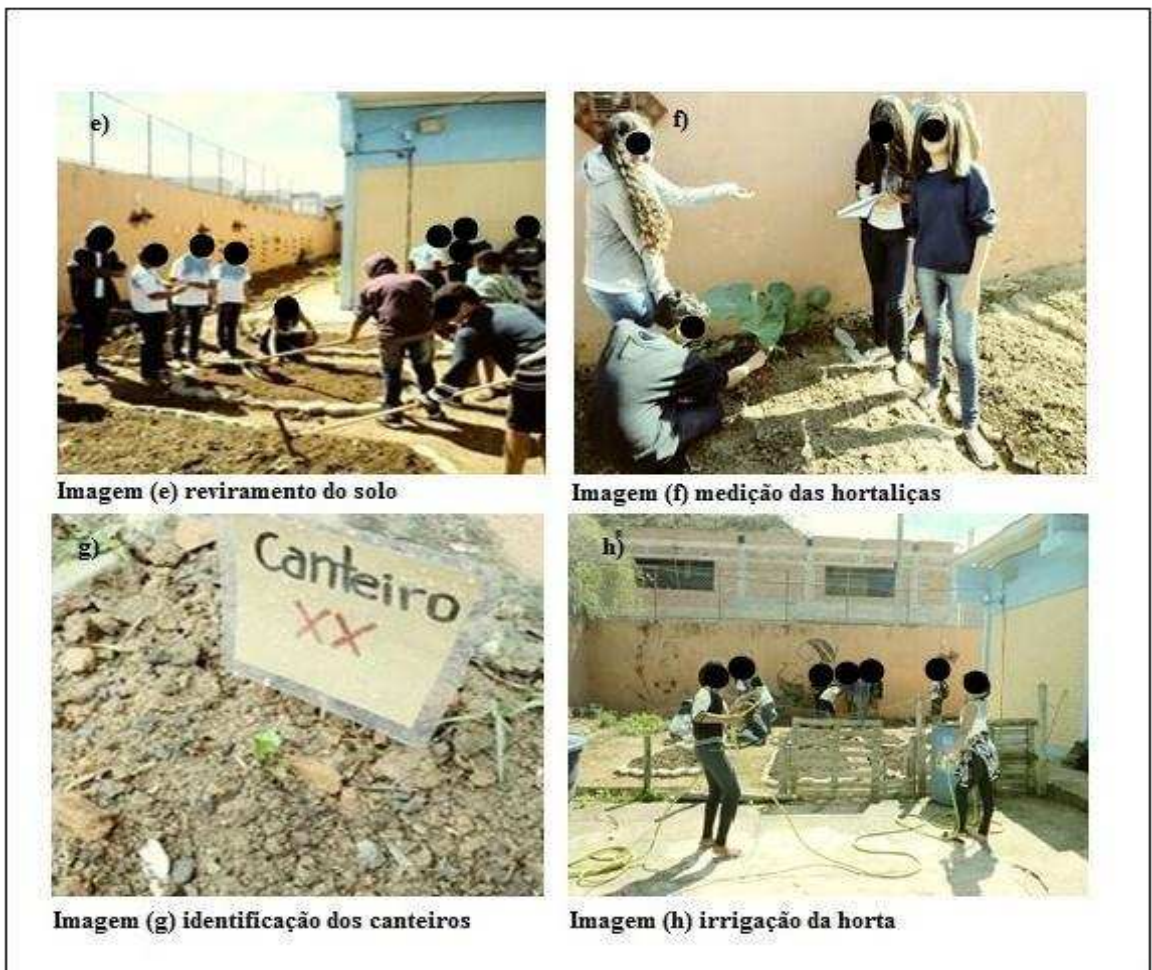 e)
f)
Imagem (e) reviramento do solo
Imagem (f) medição das hortaliças
g)
Canteiro
XX
h)
Imagem (g) identificação dos canteiros
Imagem (h) irrigação da horta